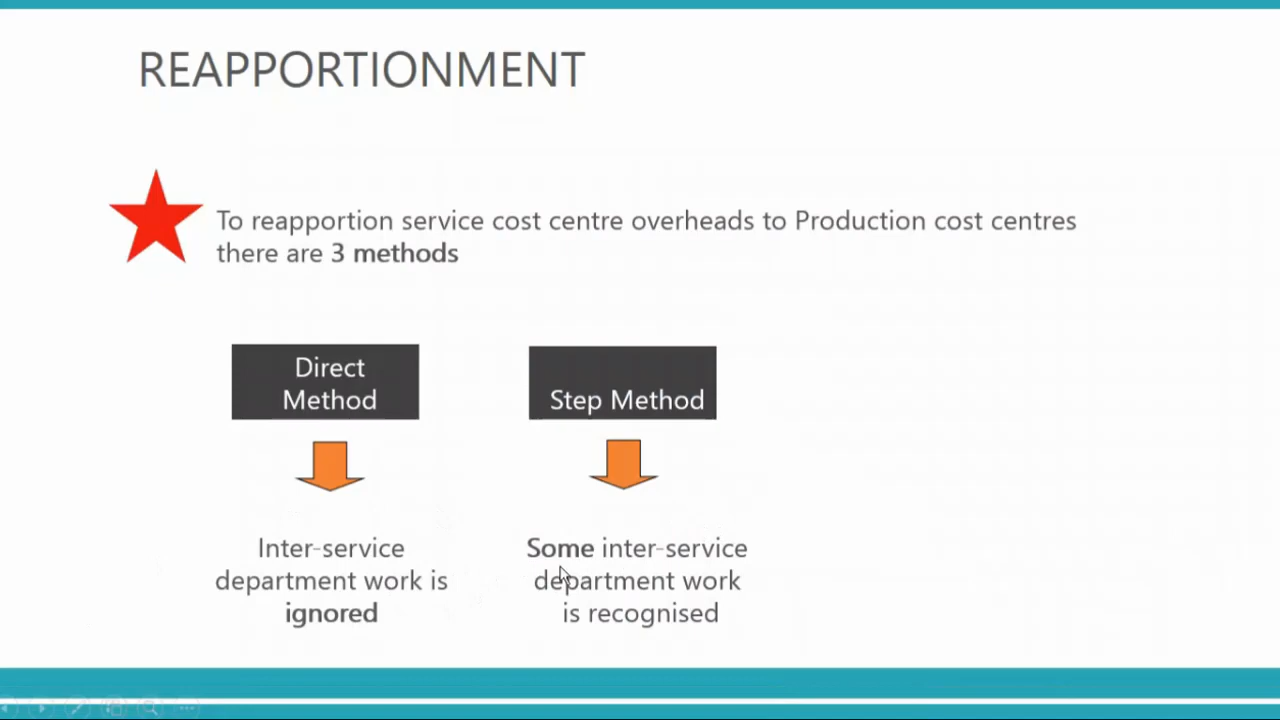 REAPPORTIONMENT
To reapportion service cost centre overheads to Production cost centres
there are 3 methods
Direct
Method
Step Method
Inter-service
department work is
ignored
Some inter-service
department work
is recognised